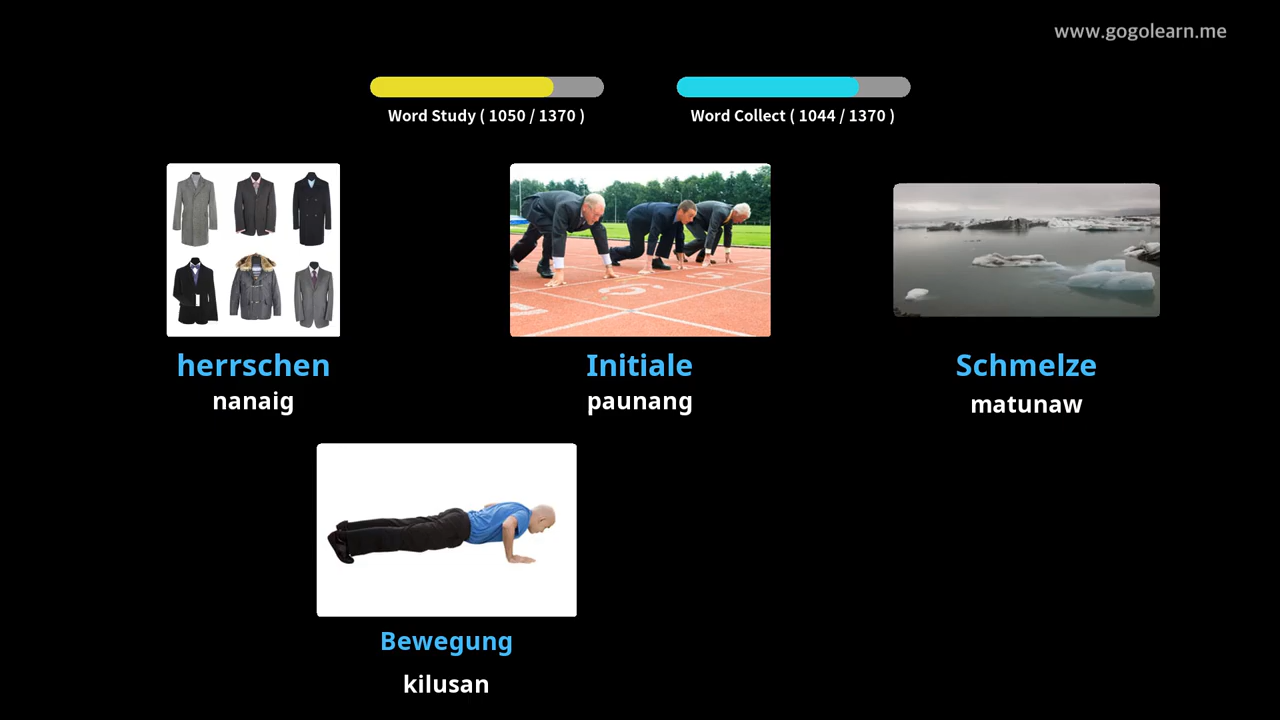 www.gogolearn.me
Word Study ( 1050 / 1370 )
Word Collect ( 1044 / 1370 )
herrschen
nanaig
Initiale
paunang
Schmelze
matunaw
Bewegung
kilusan